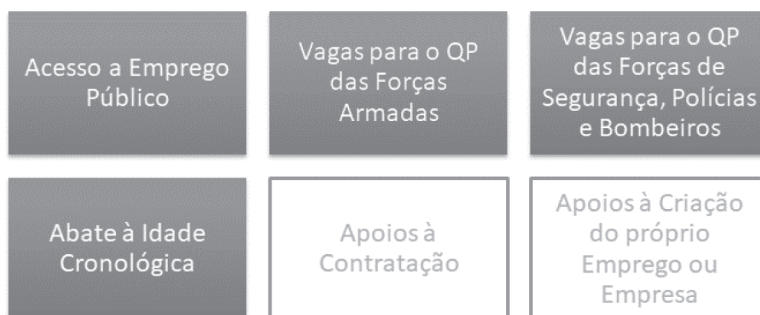 Acesso a Emprego
Público
Vagas para o QP
das Forças
Armadas
Vagas para o QP
das Forças de
Segurança, Polícias
e Bombeiros
Abate à Idade
Cronológica
Apoios à
Contratação
Apoios à Criação
do próprio
Emprego ou
Empresa